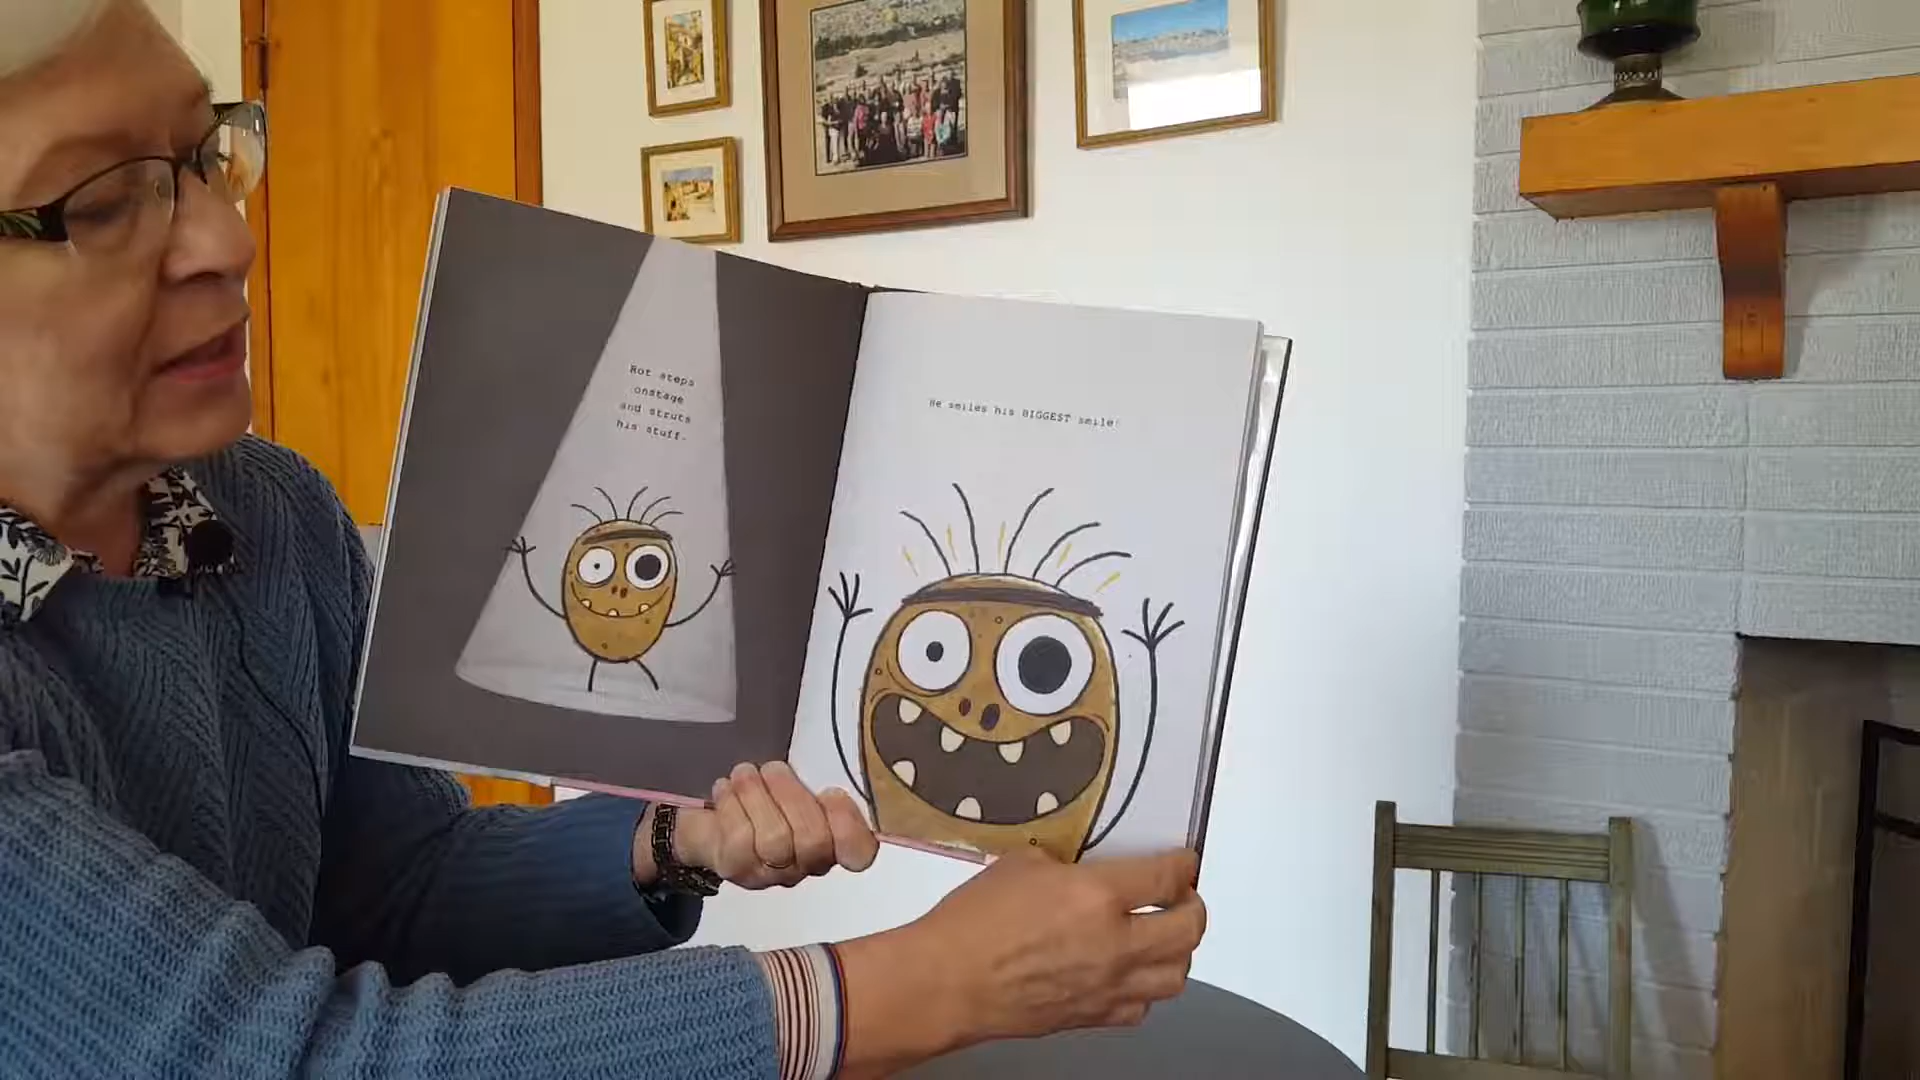 Rot steps
onstage
and struts
his stuff.
He smiles his BIGGEST smile!